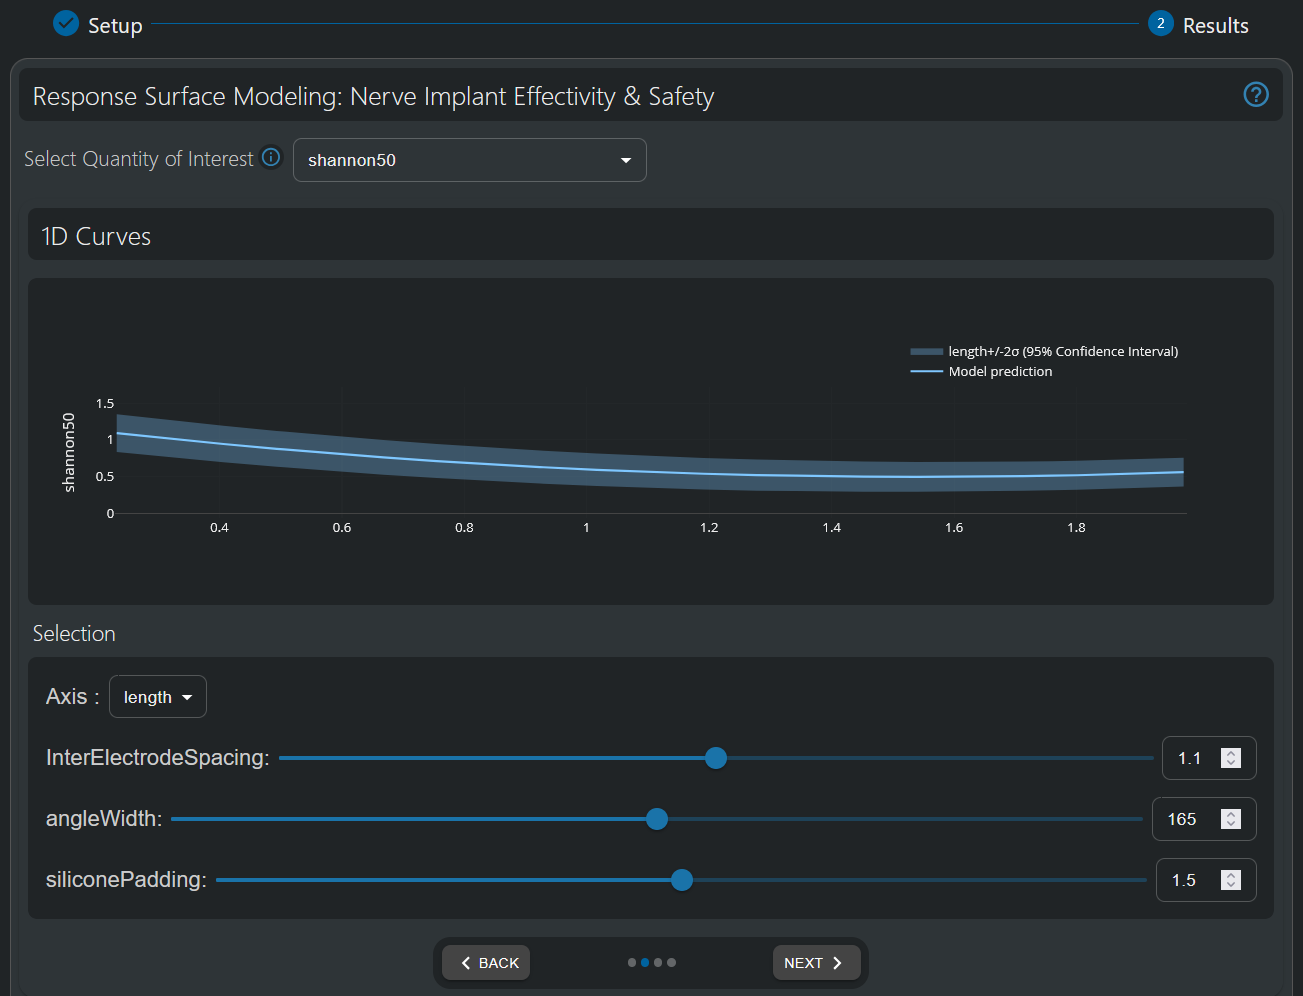 Setup
2 Results
Response Surface Modeling: Nerve Implant Effectivity & Safety
?
Select Quantity of Interest i shannon50
1D Curves
length+/-2σ (95% Confidence Interval)
Model prediction
shannon50
1.5
1
0.5
0
0.4 0.6 0.8 1 1.2 1.4 1.6 1.8
Selection
Axis : length
InterElectrodeSpacing: 1.1
angleWidth: 165
siliconePadding: 1.5
BACK NEXT